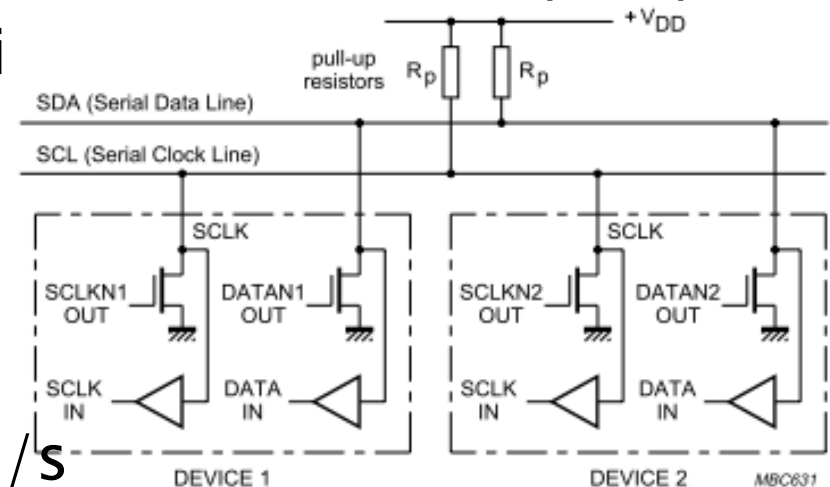 i
+VDD
pull-up
resistors
Rp
Rp
SDA (Serial Data Line)
SCL (Serial Clock Line)
SCLK
SCLK
SCLKN1
OUT
DATAN1
OUT
SCLKN2
OUT
DATAN2
OUT
SCLK
IN
DATA
IN
SCLK
IN
DATA
IN
/s
DEVICE 1
DEVICE 2
MBC631